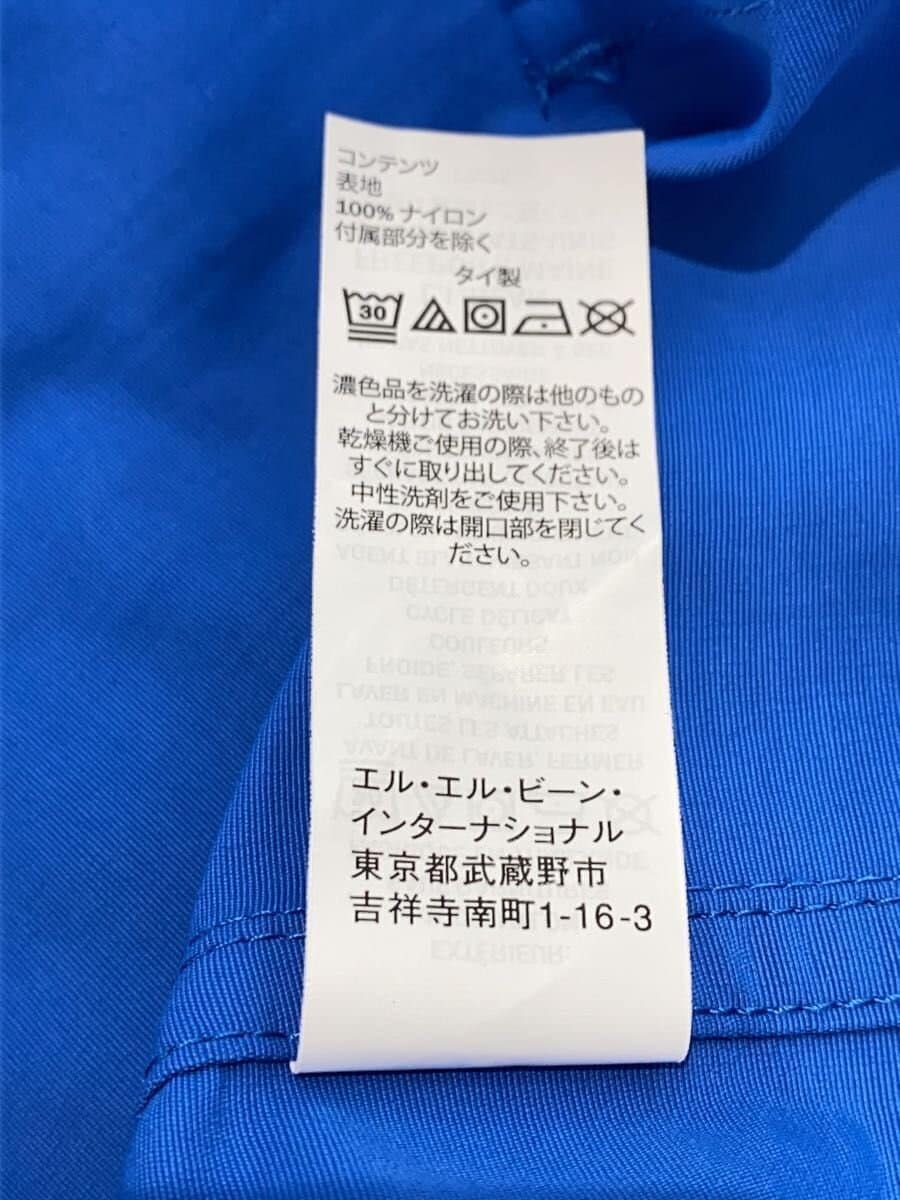 コンテンツ
表地
100% ナイロン
付属部分を除く
タイ製
30
濃色品を洗濯の際は他のもの
と分けてお洗い下さい。
乾燥機ご使用の際、終了後は
すぐに取り出してください。
中性洗剤をご使用下さい。
洗濯の際は開口部を閉じてく
ださい。
エル・エル・ビーン・
インターナショナル
東京都武蔵野市
吉祥寺南町1-16-3